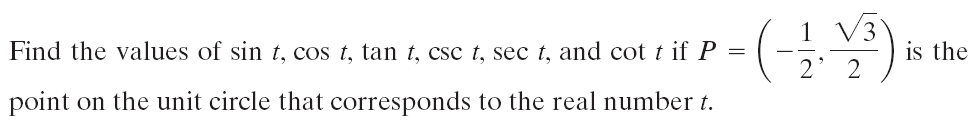 Find the values of sin t, cos t, tan t, csc t, sec t, and cot t if P = (-1/2, √3/2) is the
point on the unit circle that corresponds to the real number t.